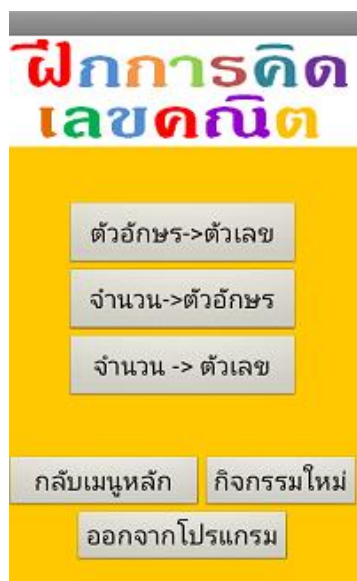 ฝึกการคิด
เลขคณิต
ตัวอักษร->ตัวเลข
จำนวน->ตัวอักษร
จำนวน -> ตัวเลข
กลับเมนูหลัก กิจกรรมใหม่
ออกจากโปรแกรม